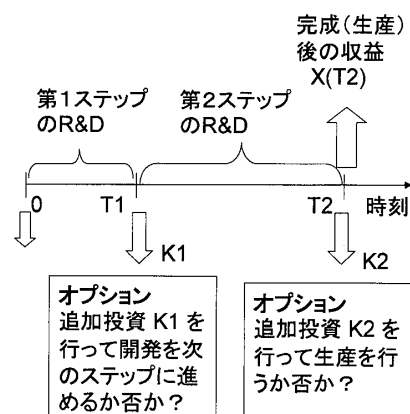 完成(生産)
後の収益
X(T2)
第1ステップ
のR&D
第2ステップ
のR&D
0
T1
T2
時刻
K1
K2
オプション
追加投資 K1 を
行って開発を次
のステップに進
めるか否か？
オプション
追加投資 K2 を
行って生産を行
うか否か？